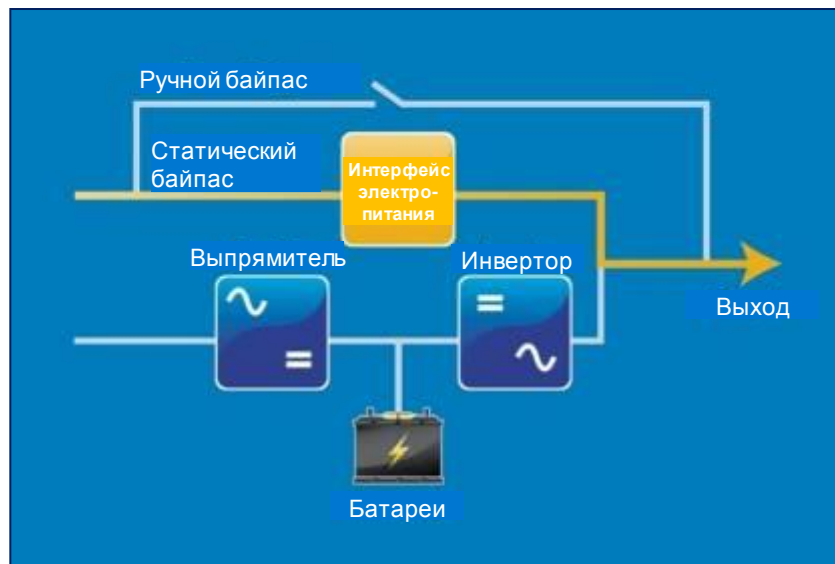 Ручной байпас
Статический
байпас
Интерфейс
электро-
питания
Выпрямитель
Инвертор
Выход
Батареи